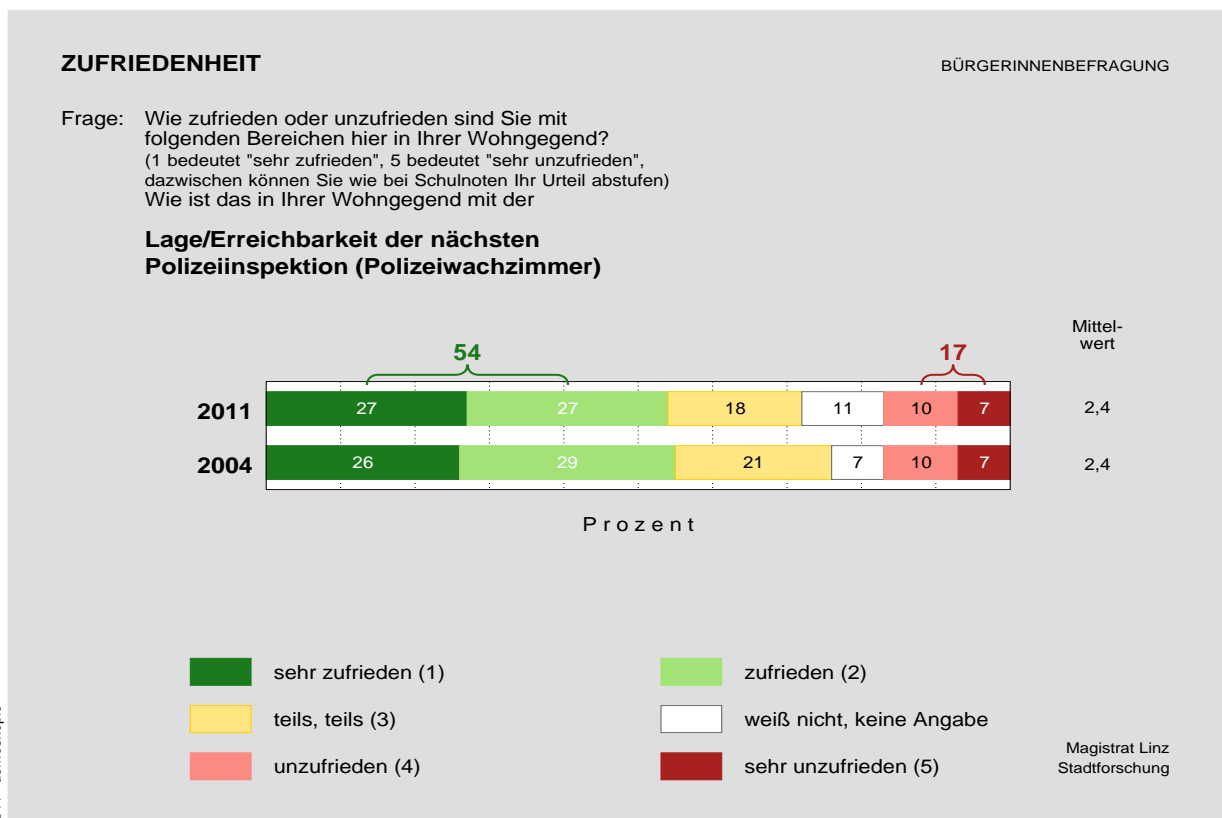 ZUFRIEDENHEIT
BÜRGERINNENBEFRAGUNG
Frage: Wie zufrieden oder unzufrieden sind Sie mit
folgenden Bereichen hier in Ihrer Wohngegend?
(1 bedeutet "sehr zufrieden", 5 bedeutet "sehr unzufrieden",
dazwischen können Sie wie bei Schulnoten Ihr Urteil abstufen)
Wie ist das in Ihrer Wohngegend mit der
Lage/Erreichbarkeit der nächsten
Polizeiinspektion (Polizeiwachzimmer)
Mittel-
wert
54 17
2011 27 27 18 11 10 7 2,4
2004 26 29 21 7 10 7 2,4
Prozent
sehr zufrieden (1) zufrieden (2)
teils, teils (3) weiß nicht, keine Angabe
unzufrieden (4) sehr unzufrieden (5)
Magistrat Linz
Stadtforschung